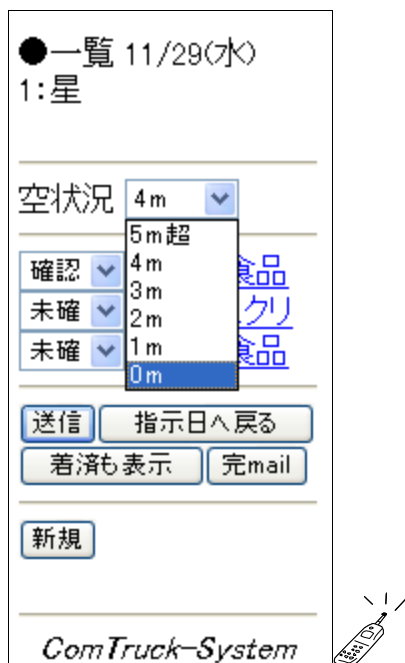 ●一覧 11/29(水)
1:星
空状況 4m
5m超
4m
3m
2m
1m
0m
確認 食品
未確 スクリ
未確 食品
送信 指示日へ戻る
着済も表示 完mail
新規
ComTruck-System